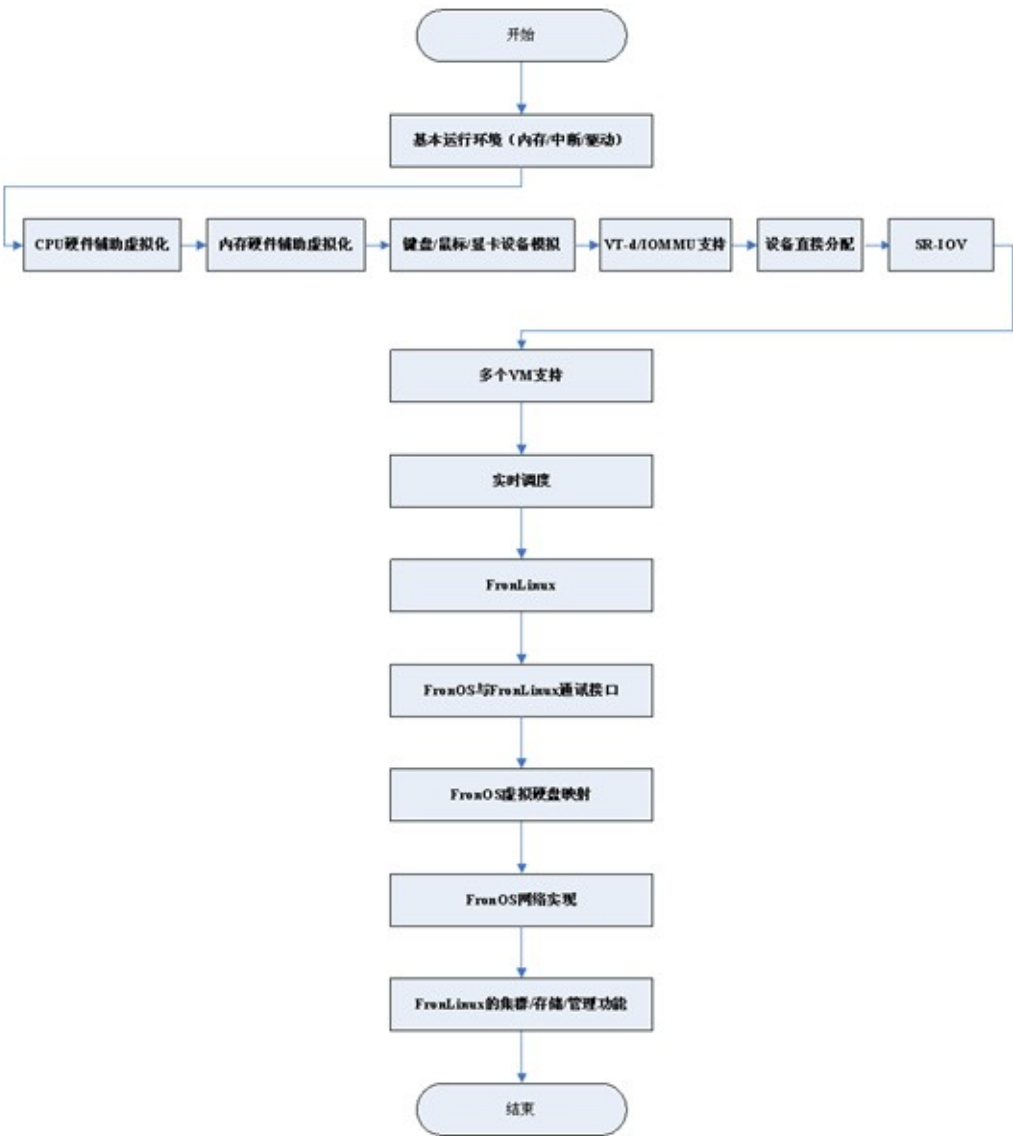 开始
基本运行环境（内存/中断/驱动）
CPU硬件辅助虚拟化
内存硬件辅助虚拟化
键盘/鼠标/显卡设备模拟
VT-d/IOMMU支持
设备直接分配
SR-IOV
多个VM支持
实时调度
FronLinux
FronOS与FronLinux通试接口
FronOS虚拟硬盘映射
FronOS网络实现
FronLinux的集群/存储/管理功能
结束